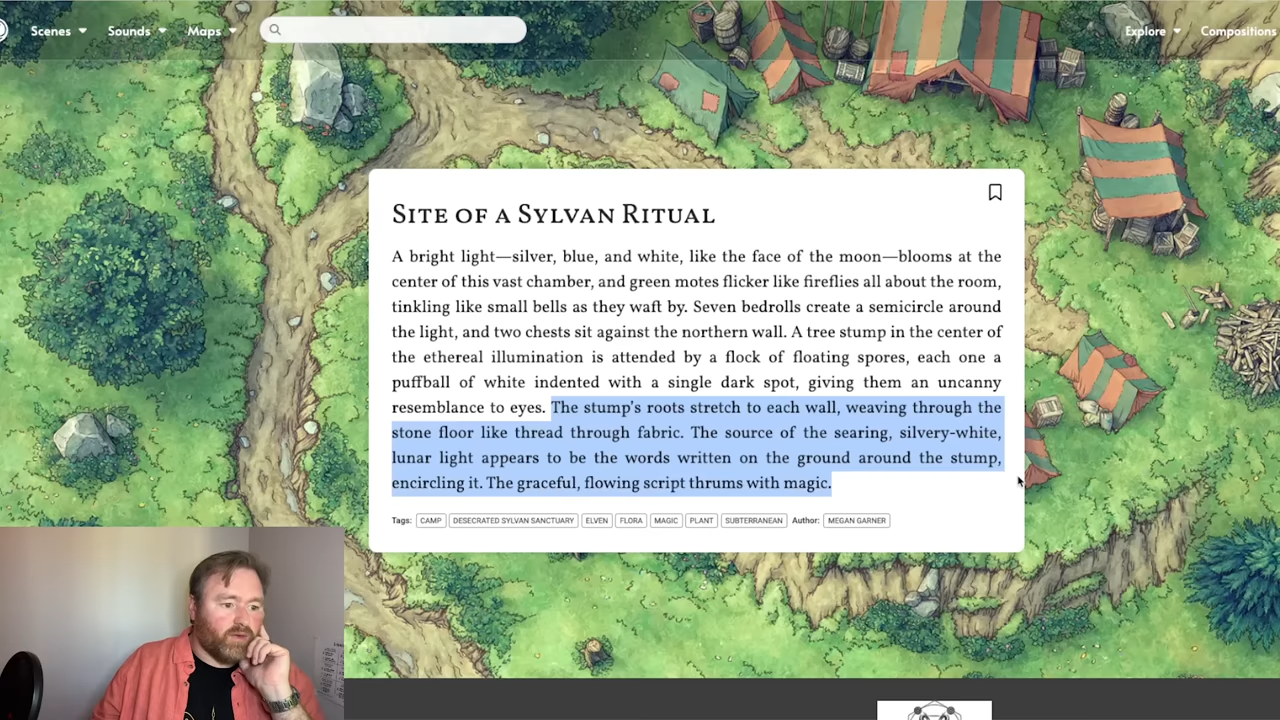 Scenes Sounds Maps Explore Compositions
SITE OF A SYLVAN RITUAL
A bright light—silver, blue, and white, like the face of the moon—blooms at the
center of this vast chamber, and green motes flicker like fireflies all about the room,
tinkling like small bells as they waft by. Seven bedrolls create a semicircle around
the light, and two chests sit against the northern wall. A tree stump in the center of
the ethereal illumination is attended by a flock of floating spores, each one a
puffball of white indented with a single dark spot, giving them an uncanny
resemblance to eyes. The stump’s roots stretch to each wall, weaving through the
stone floor like thread through fabric. The source of the searing, silvery-white,
lunar light appears to be the words written on the ground around the stump,
encircling it. The graceful, flowing script thrums with magic.
Tags: CAMP DESECRATED SYLVAN SANCTUARY ELVEN FLORA MAGIC PLANT SUBTERRANEAN Author: MEGAN GARNER